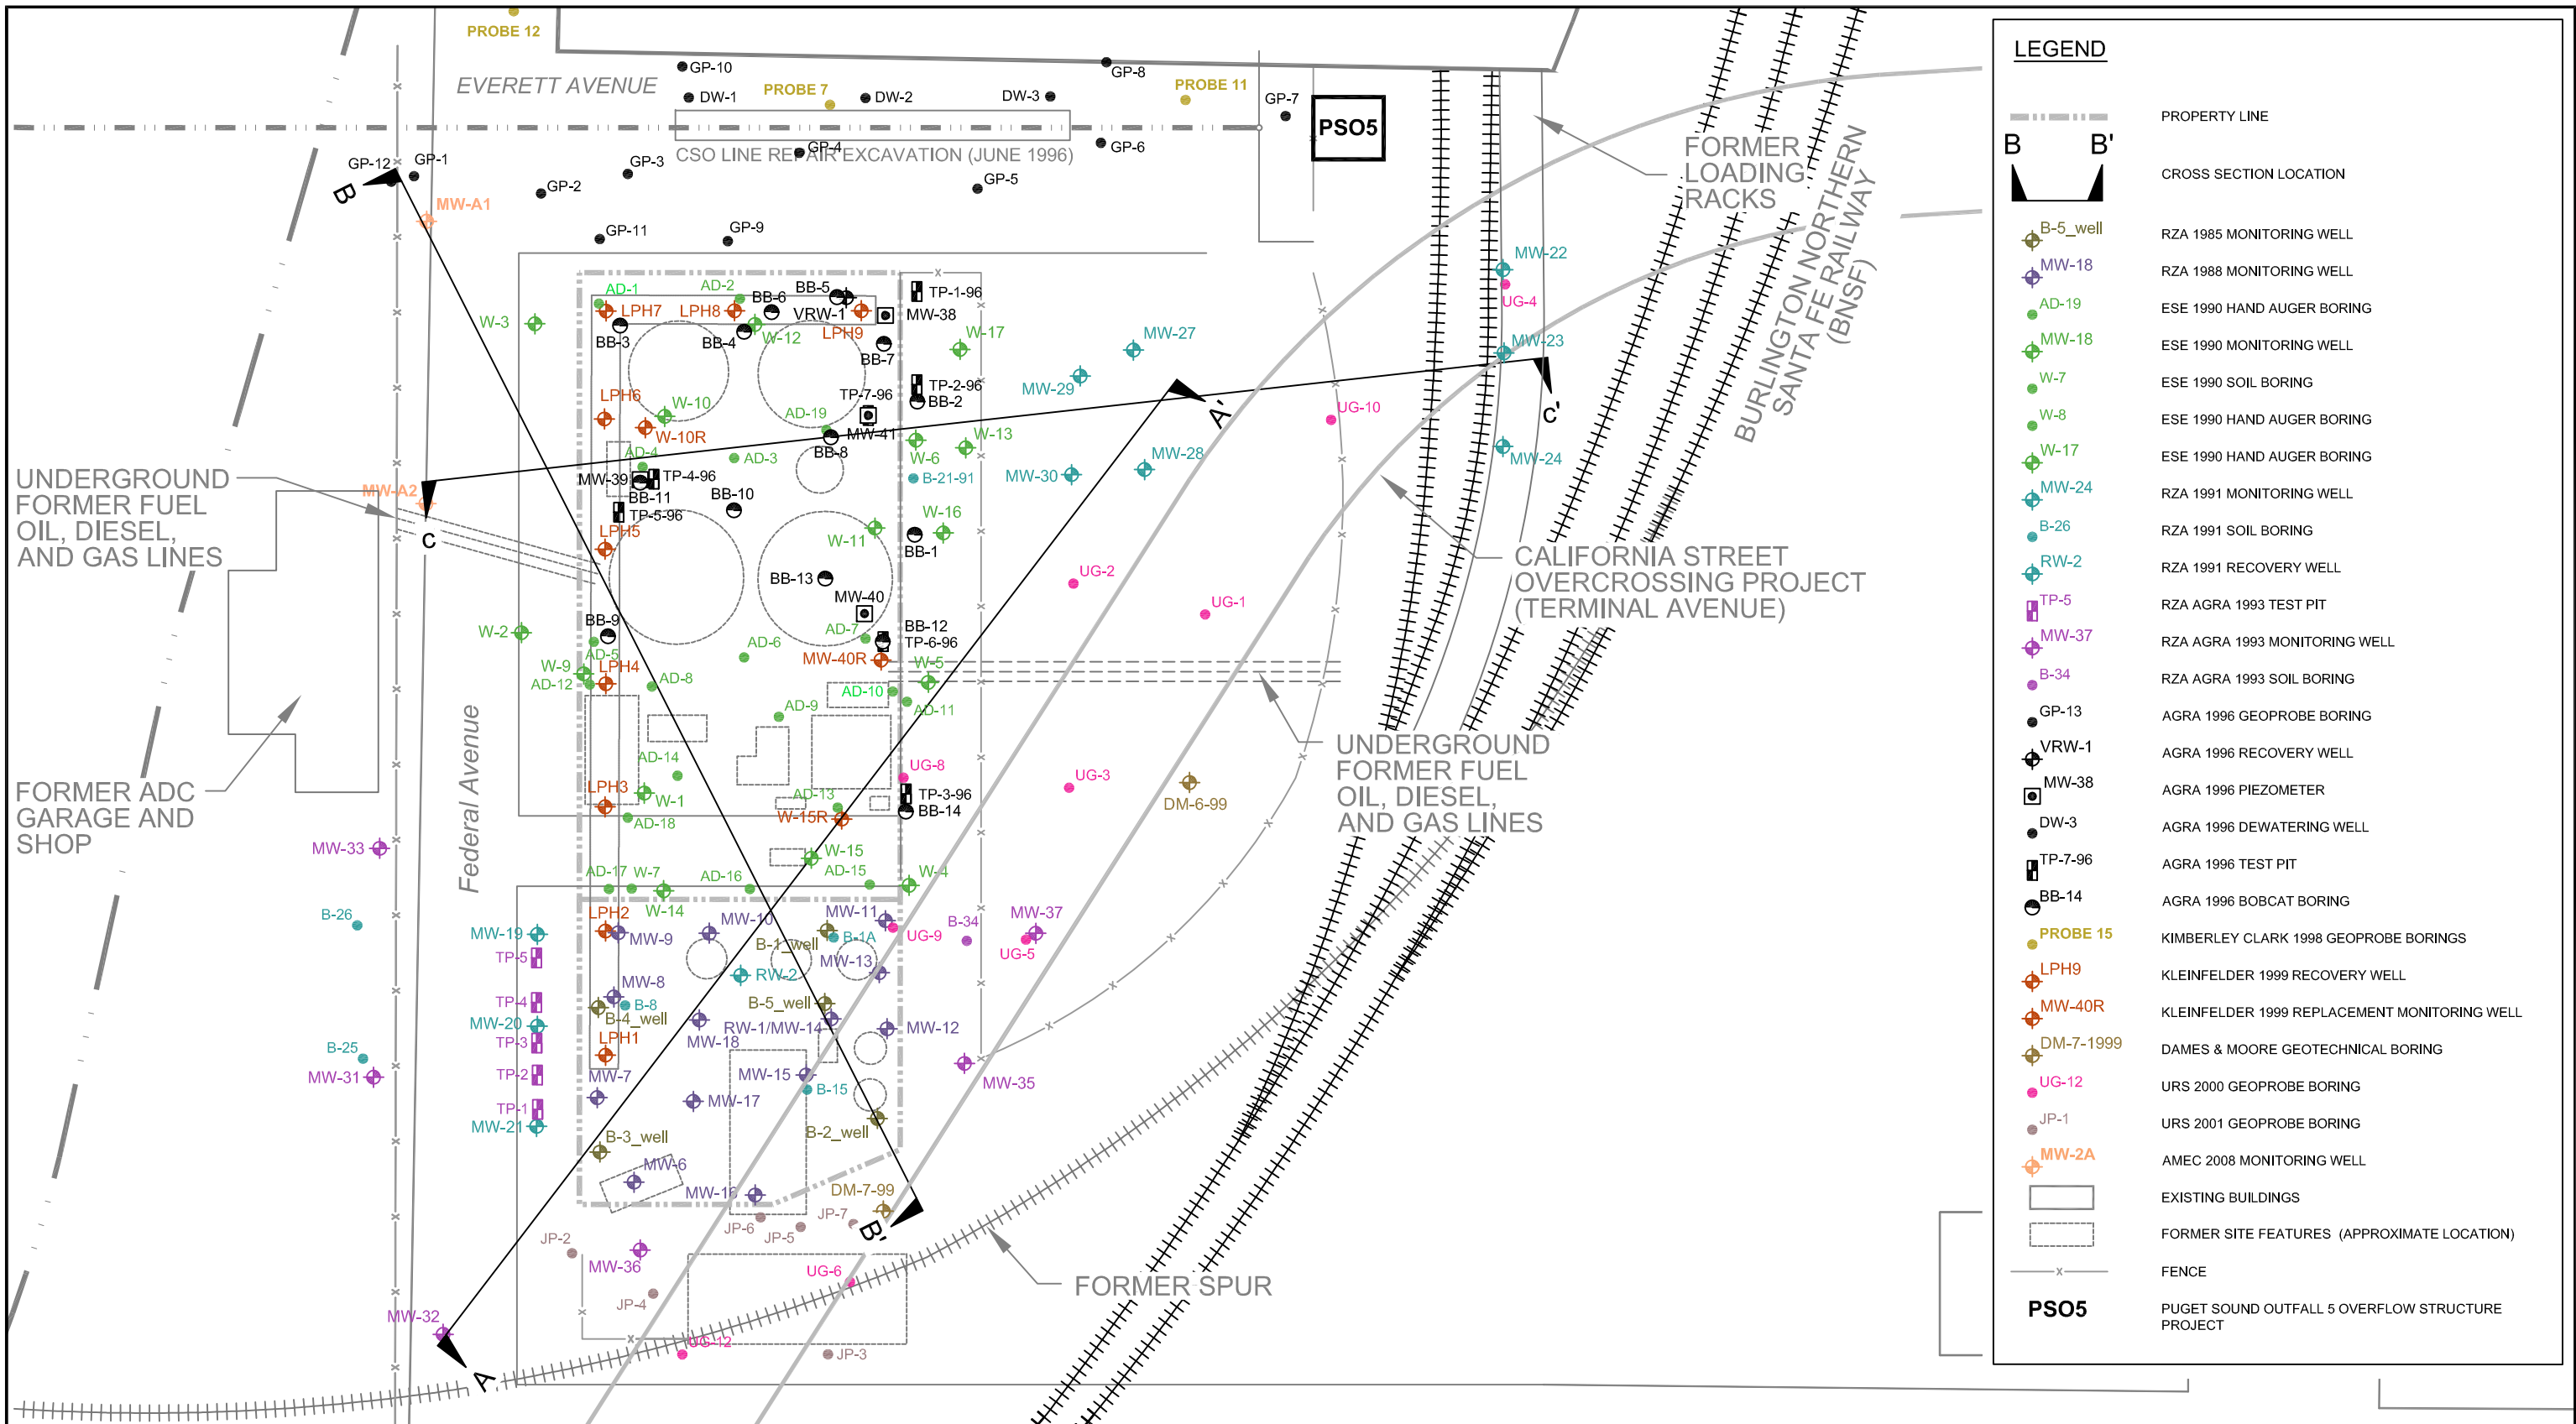 PROBE 12
EVERETT AVENUE
GP-10
DW-1
PROBE 7
DW-2
DW-3
GP-8
PROBE 11
GP-7
PSO5
GP-6
CSO LINE REPAIR EXCAVATION (JUNE 1996)
GP-4
GP-3
GP-12
GP-1
GP-2
GP-5
B
MW-A1
GP-11
GP-9
FORMER
LOADING
RACKS
BURLINGTON NORTHERN
SANTA FE RAILWAY
(BNSF)
MW-22
UG-4
MW-23
C'
MW-24
AD-1
AD-2
BB-6
BB-5
TP-1-96
W-3
LPH7
LPH8
VRW-1
MW-38
BB-3
BB-4
W-12
LPH9
BB-7
W-17
MW-27
MW-29
TP-2-96
BB-2
LPH6
W-10
TP-7-96
AD-19
A'
UG-10
W-10R
MW-41
BB-8
W-13
W-6
AD-4
AD-3
MW-39
TP-4-96
BB-11
BB-10
B-21-91
MW-30
MW-28
TP-5-96
UNDERGROUND
FORMER FUEL
OIL, DIESEL,
AND GAS LINES
MW-A2
C
LPH5
W-11
W-16
BB-1
CALIFORNIA STREET
OVERCROSSING PROJECT
(TERMINAL AVENUE)
BB-13
UG-2
MW-40
UG-1
W-2
BB-9
AD-5
AD-6
AD-7
BB-12
TP-6-96
MW-40R
W-5
W-9
LPH4
AD-12
AD-8
AD-10
AD-11
AD-9
Federal Avenue
UNDERGROUND
FORMER FUEL
OIL, DIESEL,
AND GAS LINES
FORMER ADC
GARAGE AND
SHOP
AD-14
UG-8
UG-3
LPH3
W-1
AD-13
TP-3-96
DM-6-99
AD-18
W-15R
BB-14
MW-33
W-15
AD-17
W-7
AD-16
AD-15
W-4
W-14
B-26
LPH2
MW-10
MW-11
B-34
MW-37
MW-19
MW-9
B-1_well
B-1A
UG-9
UG-5
TP-5
MW-13
RW-2
MW-8
TP-4
B-8
B-5_well
B-4_well
MW-20
RW-1/MW-14
MW-12
TP-3
MW-18
B-25
LPH1
MW-31
TP-2
MW-7
MW-15
MW-35
B-15
TP-1
MW-17
MW-21
B-2_well
B-3_well
MW-6
MW-16
DM-7-99
JP-7
JP-6
JP-5
B'
JP-2
MW-36
UG-6
FORMER SPUR
JP-4
MW-32
UG-12
JP-3
A
LEGEND
PROPERTY LINE
B B'
CROSS SECTION LOCATION
B-5_well RZA 1985 MONITORING WELL
MW-18 RZA 1988 MONITORING WELL
AD-19 ESE 1990 HAND AUGER BORING
MW-18 ESE 1990 MONITORING WELL
W-7 ESE 1990 SOIL BORING
W-8 ESE 1990 HAND AUGER BORING
W-17 ESE 1990 HAND AUGER BORING
MW-24 RZA 1991 MONITORING WELL
B-26 RZA 1991 SOIL BORING
RW-2 RZA 1991 RECOVERY WELL
TP-5 RZA AGRA 1993 TEST PIT
MW-37 RZA AGRA 1993 MONITORING WELL
B-34 RZA AGRA 1993 SOIL BORING
GP-13 AGRA 1996 GEOPROBE BORING
VRW-1 AGRA 1996 RECOVERY WELL
MW-38 AGRA 1996 PIEZOMETER
DW-3 AGRA 1996 DEWATERING WELL
TP-7-96 AGRA 1996 TEST PIT
BB-14 AGRA 1996 BOBCAT BORING
PROBE 15 KIMBERLEY CLARK 1998 GEOPROBE BORINGS
LPH9 KLEINFELDER 1999 RECOVERY WELL
MW-40R KLEINFELDER 1999 REPLACEMENT MONITORING WELL
DM-7-1999 DAMES & MOORE GEOTECHNICAL BORING
UG-12 URS 2000 GEOPROBE BORING
JP-1 URS 2001 GEOPROBE BORING
MW-2A AMEC 2008 MONITORING WELL
EXISTING BUILDINGS
FORMER SITE FEATURES (APPROXIMATE LOCATION)
FENCE
PSO5 PUGET SOUND OUTFALL 5 OVERFLOW STRUCTURE
PROJECT